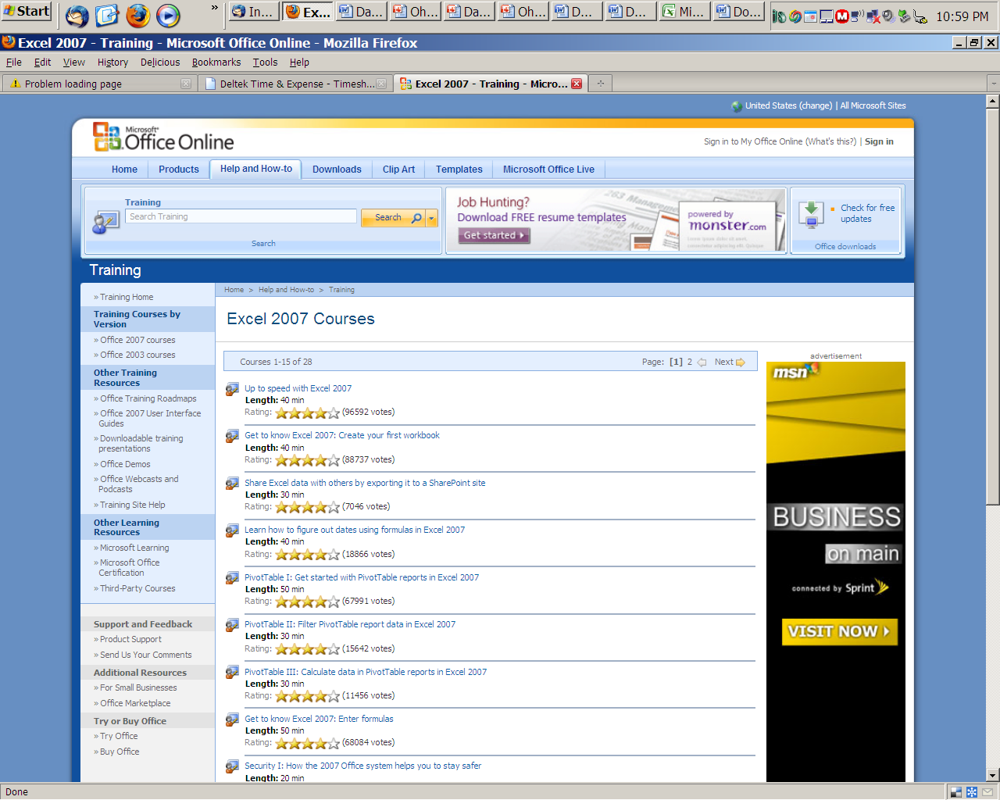 Start
»
In...
Ex...
Da...
Oh...
Da...
Oh...
D...
D...
Mi...
Do...
10:59 PM
Excel 2007 - Training - Microsoft Office Online - Mozilla Firefox
File Edit View History Delicious Bookmarks Tools Help
Problem loading page
Deltek Time & Expense - Timesh...
Excel 2007 - Training - Micro...
United States (change) | All Microsoft Sites
Microsoft®
Office Online
Sign in to My Office Online (What's this?) | Sign in
Home Products Help and How-to Downloads Clip Art Templates Microsoft Office Live
Training
Search Training
Search
Search
Job Hunting?
Download FREE resume templates
Get started
powered by
monster.com
Check for free
updates
Office downloads
Training
Home > Help and How-to > Training
» Training Home
Training Courses by
Version
» Office 2007 courses
» Office 2003 courses
Other Training
Resources
» Office Training Roadmaps
» Office 2007 User Interface
Guides
» Downloadable training
presentations
» Office Demos
» Office Webcasts and
Podcasts
» Training Site Help
Other Learning
Resources
» Microsoft Learning
» Microsoft Office
Certification
» Third-Party Courses
Support and Feedback
» Product Support
» Send Us Your Comments
Additional Resources
» For Small Businesses
» Office Marketplace
Try or Buy Office
» Try Office
» Buy Office
Excel 2007 Courses
Courses 1-15 of 28
Page: [1] 2 Next
Up to speed with Excel 2007
Length: 40 min
Rating: (96592 votes)
Get to know Excel 2007: Create your first workbook
Length: 40 min
Rating: (88737 votes)
Share Excel data with others by exporting it to a SharePoint site
Length: 30 min
Rating: (7046 votes)
Learn how to figure out dates using formulas in Excel 2007
Length: 40 min
Rating: (18866 votes)
PivotTable I: Get started with PivotTable reports in Excel 2007
Length: 50 min
Rating: (67991 votes)
PivotTable II: Filter PivotTable report data in Excel 2007
Length: 30 min
Rating: (15642 votes)
PivotTable III: Calculate data in PivotTable reports in Excel 2007
Length: 30 min
Rating: (11456 votes)
Get to know Excel 2007: Enter formulas
Length: 50 min
Rating: (68084 votes)
Security I: How the 2007 Office system helps you to stay safer
Length: 20 min
advertisement
msn
BUSINESS
on main
connected by Sprint
VISIT NOW
Done